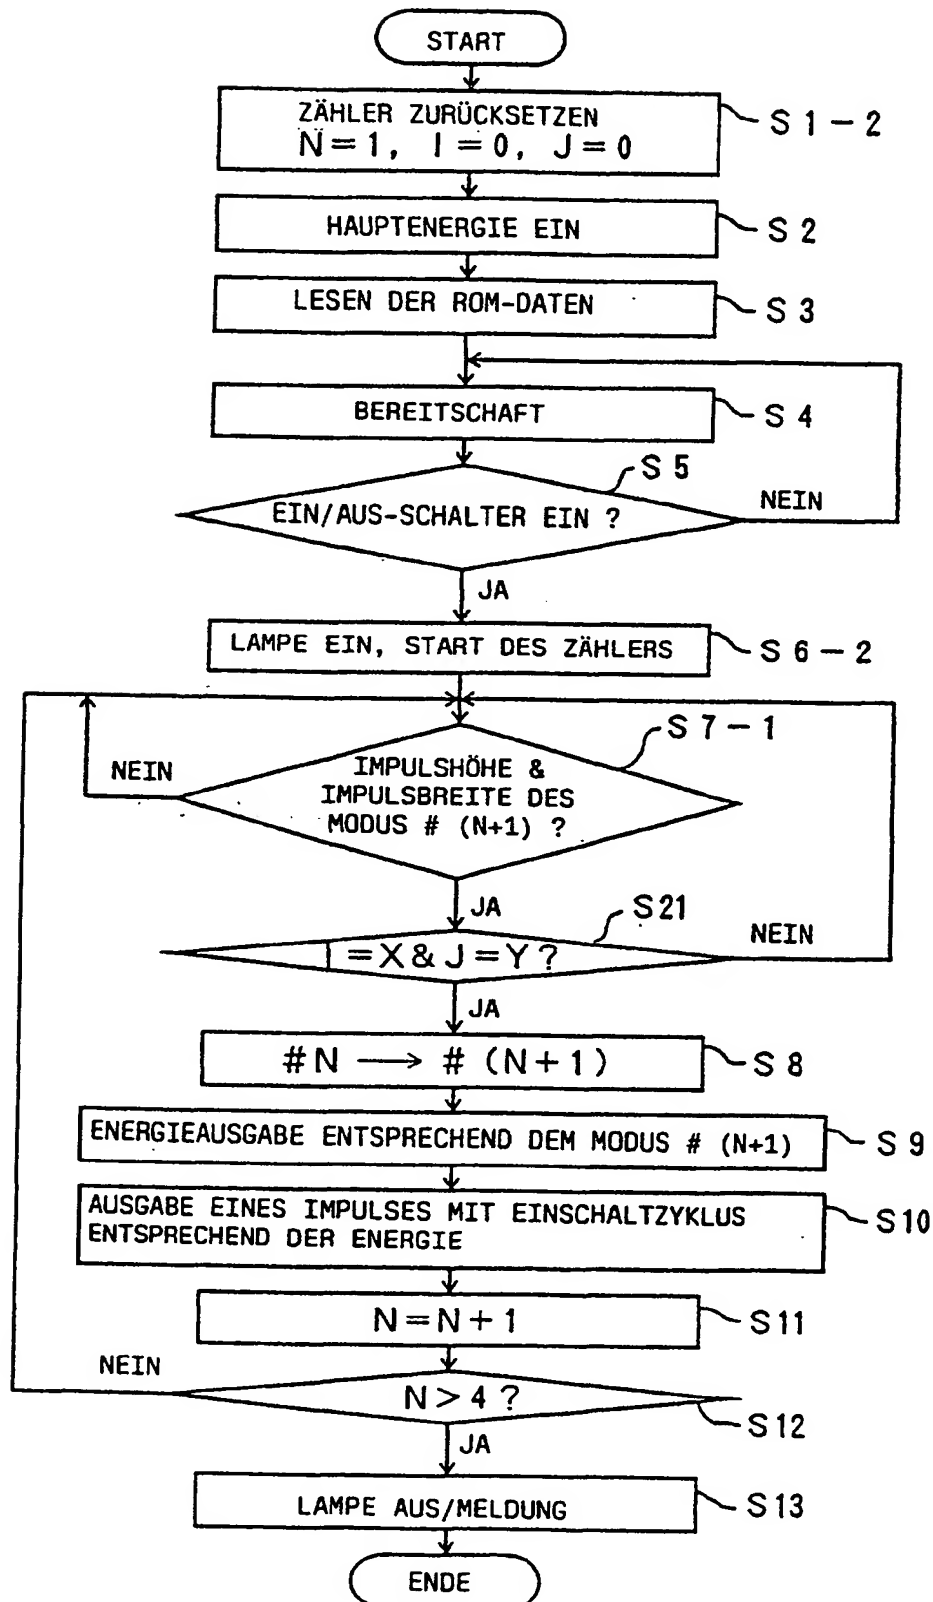 START
ZÄHLER ZURÜCKSETZEN
N=1, I=0, J=0
S1-2
HAUPTENERGIE EIN
S2
LESEN DER ROM-DATEN
S3
BEREITSCHAFT
S4
S5
EIN/AUS-SCHALTER EIN ?
NEIN
JA
LAMPE EIN, START DES ZÄHLERS
S6-2
S7-1
NEIN
IMPULSHÖHE &
IMPULSBREITE DES
MODUS # (N+1) ?
JA
S21
I=X&J=Y?
NEIN
JA
#N → # (N+1)
S8
ENERGIEAUSGABE ENTSPRECHEND DEM MODUS # (N+1)
S9
AUSGABE EINES IMPULSES MIT EINSCHALTZYKLUS
ENTSPRECHEND DER ENERGIE
S10
N=N+1
S11
NEIN
N>4?
S12
JA
LAMPE AUS/MELDUNG
S13
ENDE